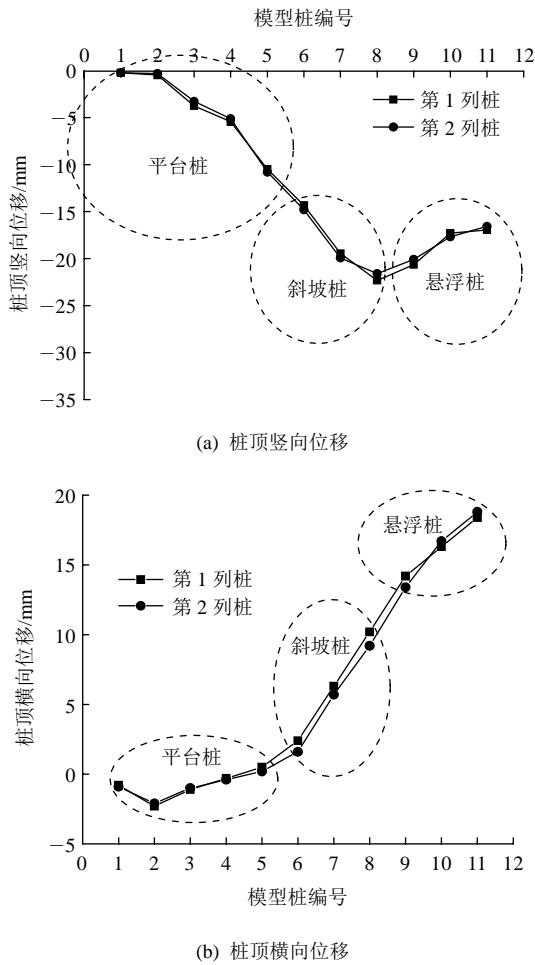 模型桩编号
0 1 2 3 4 5 6 7 8 9 10 11 12
0
−5
−10
−15
−20
−25
−30
−35
桩顶竖向位移/mm
第 1 列桩
第 2 列桩
平台桩
斜坡桩
悬浮桩
(a) 桩顶竖向位移
20
15
10
5
0
−5
桩顶横向位移/mm
悬浮桩
第 1 列桩
第 2 列桩
斜坡桩
平台桩
0 1 2 3 4 5 6 7 8 9 10 11 12
模型桩编号
(b) 桩顶横向位移